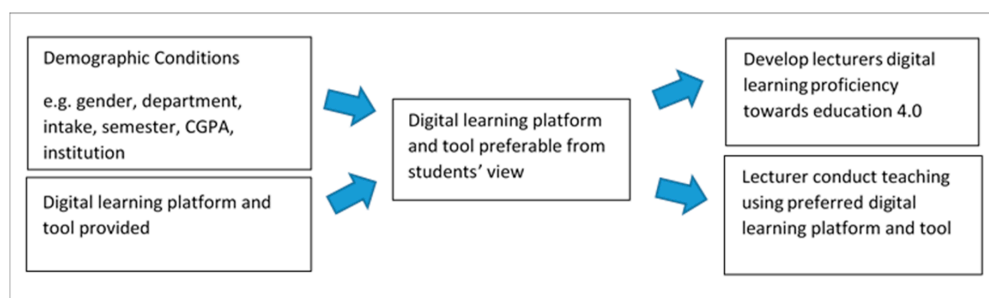 Demographic Conditions
e.g. gender, department,
intake, semester, CGPA,
institution
Digital learning platform and
tool provided
Digital learning platform
and tool preferable from
students’ view
Develop lecturers digital
learning proficiency
towards education 4.0
Lecturer conduct teaching
using preferred digital
learning platform and tool